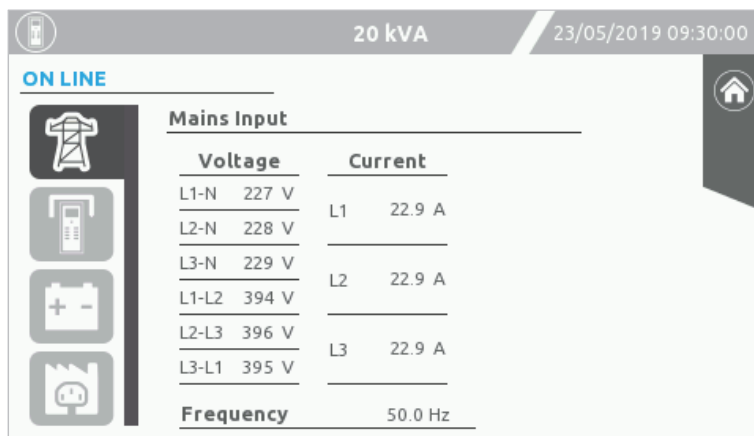 20 kVA 23/05/2019 09:30:00
ON LINE
Mains Input
Voltage Current
L1-N 227 V
L1 22.9 A
L2-N 228 V
L3-N 229 V
L2 22.9 A
L1-L2 394 V
L2-L3 396 V
L3 22.9 A
L3-L1 395 V
Frequency 50.0 Hz